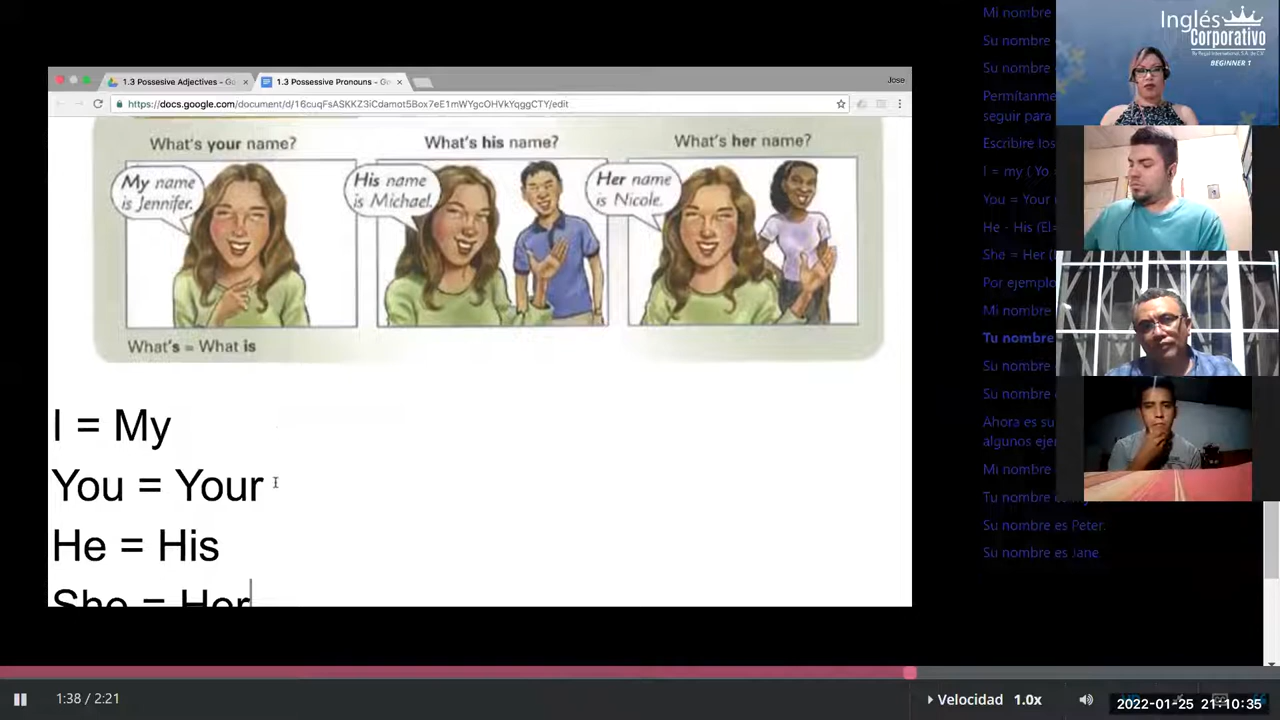 1.3 Possesive Adjectives - Go
1.3 Possessive Pronouns - Go
Jose
https://docs.google.com/document/d/16cuqFsASKKZ3iCdamot5Box7eE1mWYgcOHVkYqggCTY/edit
What's your name?
What's his name?
What's her name?
My name
is Jennifer.
His name
is Michael.
Her name
is Nicole.
What's = What is
I = My
You = Your
He = His
She = Her
Mi nombre
Su nombre
Su nombre
Permítanme
seguir para
Escribire los
I = my ( Yo =
You = Your
He - His (El=
She = Her
Por ejemplo
Mi nombre
Tu nombre
Su nombre
Su nombre
Ahora es su
algunos
Mi nombre
Tu nombre
Su nombre es Peter.
Su nombre es Jane.
Inglés
Corporativo
BEGINNER 1
1:38 / 2:21
Velocidad 1.0x
2022-01-25 21:10:35